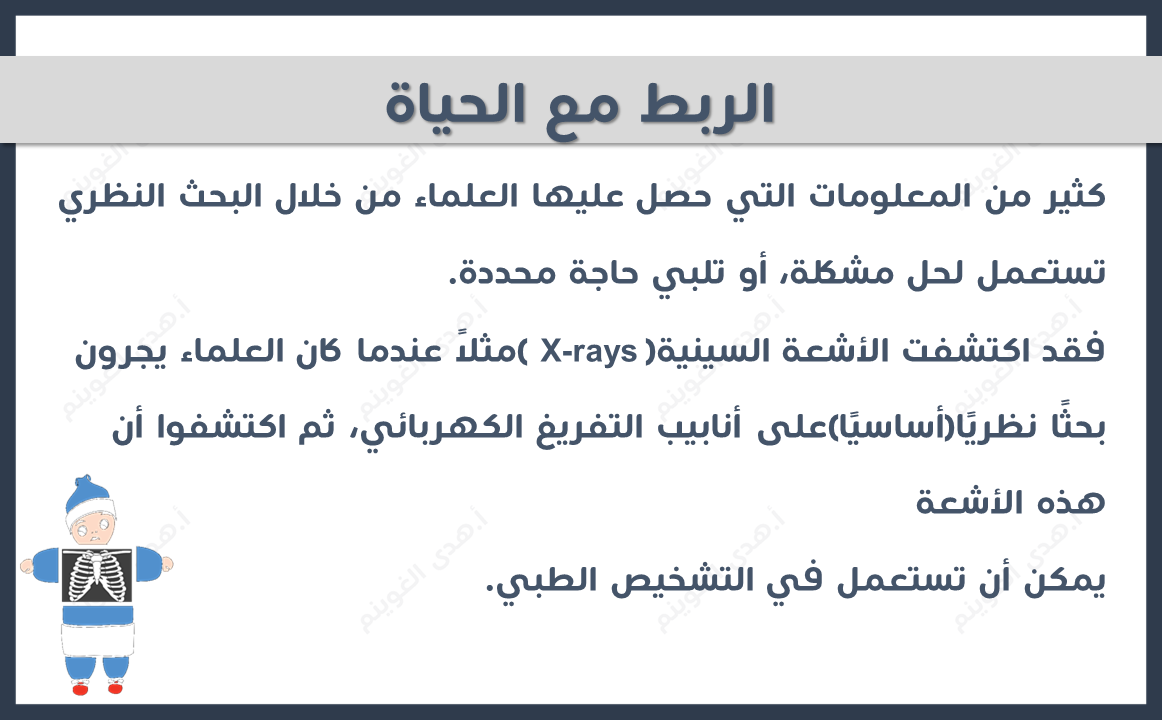 الربط مع الحياة
كثير من المعلومات التي حصل عليها العلماء من خلال البحث النظري
تستعمل لحل مشكلة، أو تلبي حاجة محددة.
فقد اكتشفت الأشعة السينية( X-rays )مثلاً عندما كان العلماء يجرون
بحثًا نظريًا(أساسيًا)على أنابيب التفريغ الكهربائي، ثم اكتشفوا أن
هذه الأشعة
يمكن أن تستعمل في التشخيص الطبي.
أ.هدى الغوينم